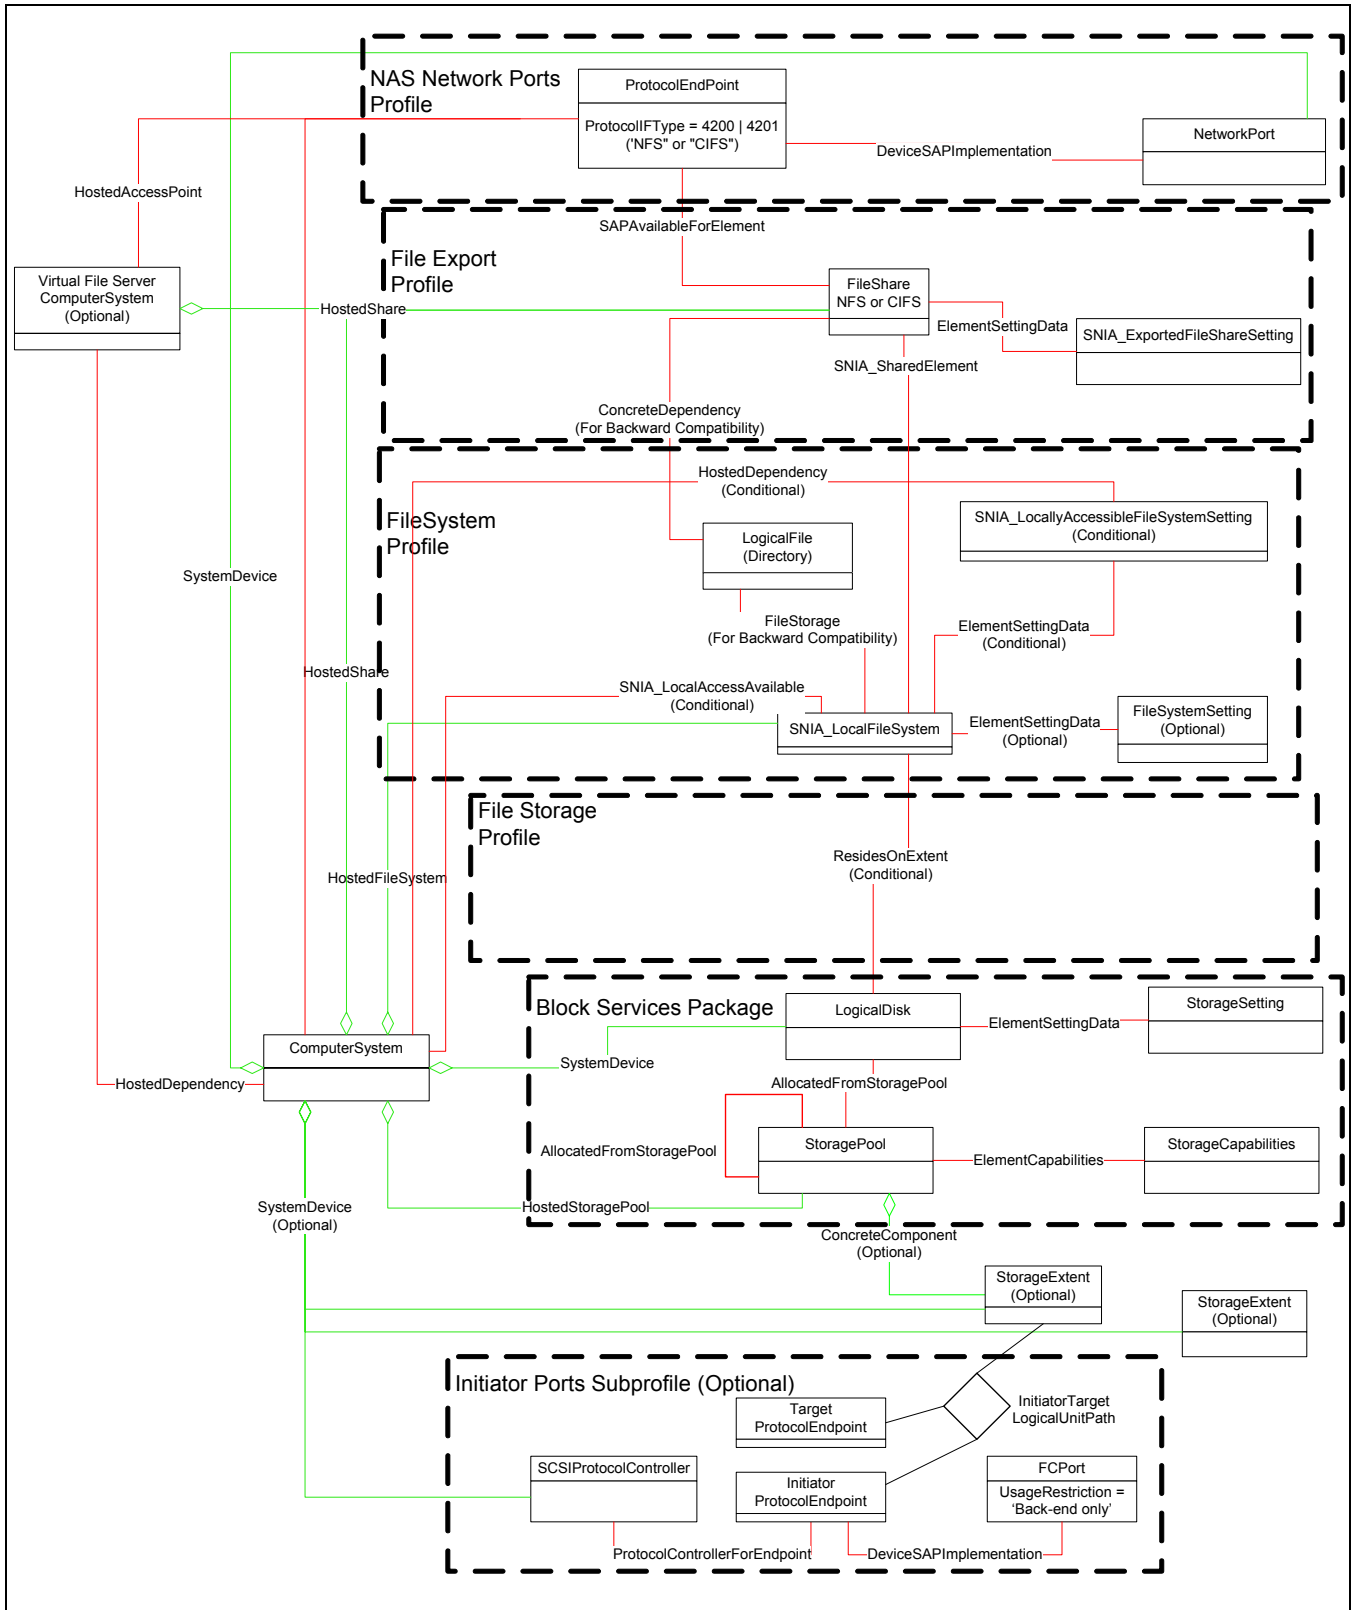 NAS Network Ports
Profile
ProtocolEndPoint
ProtocolIFType = 4200 | 4201
('NFS" or "CIFS")
DeviceSAPImplementation
NetworkPort
HostedAccessPoint
SAPAvailableForElement
File Export
Profile
Virtual File Server
ComputerSystem
(Optional)
HostedShare
FileShare
NFS or CIFS
ElementSettingData
SNIA_ExportedFileShareSetting
SNIA_SharedElement
ConcreteDependency
(For Backward Compatibility)
HostedDependency
(Conditional)
FileSystem
Profile
SNIA_LocallyAccessibleFileSystemSetting
(Conditional)
LogicalFile
(Directory)
SystemDevice
FileStorage
(For Backward Compatibility)
ElementSettingData
(Conditional)
HostedShare
SNIA_LocalAccessAvailable
(Conditional)
SNIA_LocalFileSystem
ElementSettingData
(Optional)
FileSystemSetting
(Optional)
File Storage
Profile
ResidesOnExtent
(Conditional)
HostedFileSystem
Block Services Package
LogicalDisk
StorageSetting
ElementSettingData
ComputerSystem
SystemDevice
HostedDependency
AllocatedFromStoragePool
AllocatedFromStoragePool
StoragePool
ElementCapabilities
StorageCapabilities
SystemDevice
(Optional)
HostedStoragePool
ConcreteComponent
(Optional)
StorageExtent
(Optional)
StorageExtent
(Optional)
Initiator Ports Subprofile (Optional)
Target
ProtocolEndpoint
InitiatorTarget
LogicalUnitPath
SCSIProtocolController
Initiator
ProtocolEndpoint
FCPort
UsageRestriction =
‘Back-end only’
ProtocolControllerForEndpoint
DeviceSAPImplementation